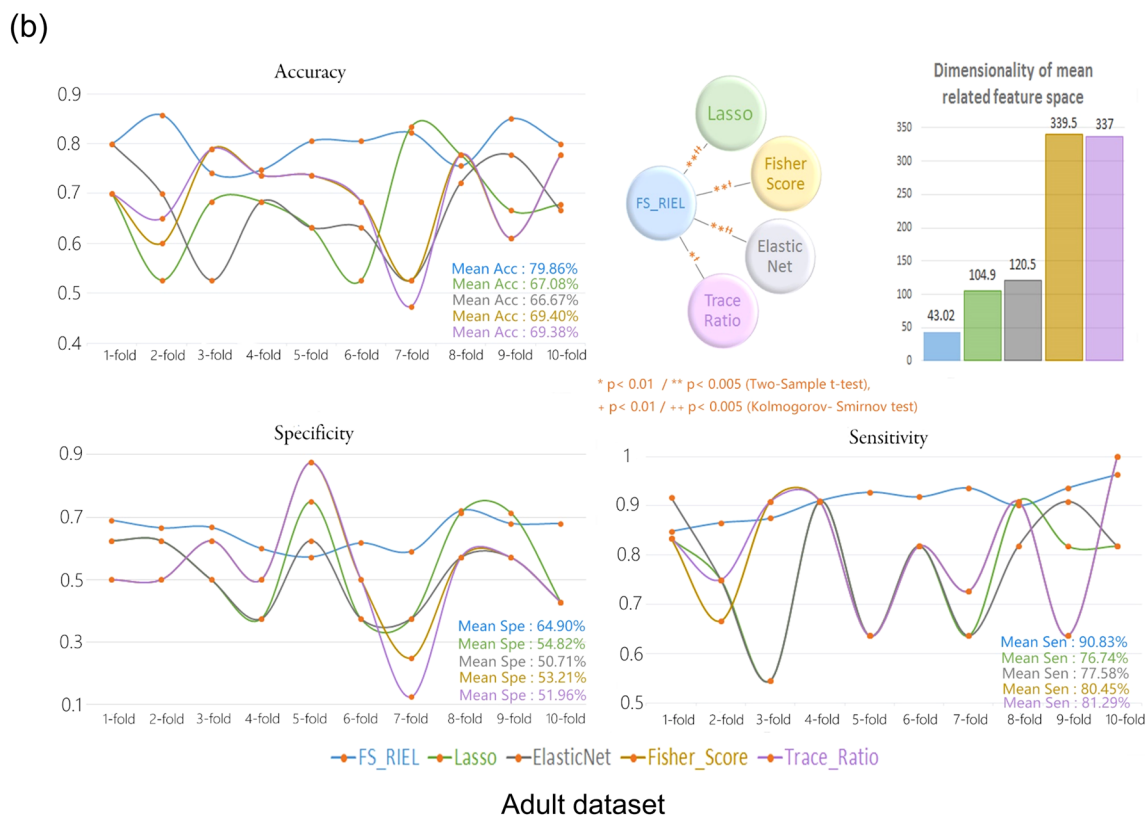 (b)
Accuracy
0.9
0.8
0.7
0.6
0.5
0.4
Mean Acc : 79.86%
Mean Acc : 67.08%
Mean Acc : 66.67%
Mean Acc : 69.40%
Mean Acc : 69.38%
1-fold 2-fold 3-fold 4-fold 5-fold 6-fold 7-fold 8-fold 9-fold 10-fold
Lasso
Fisher
Score
FS_RIEL
Elastic
Net
Trace
Ratio
**++
**+
**++
*+
* p< 0.01 / ** p< 0.005 (Two-Sample t-test),
+ p< 0.01 / ++ p< 0.005 (Kolmogorov- Smirnov test)
Dimensionality of mean
related feature space
350
300
250
200
150
100
50
0
43.02
104.9
120.5
339.5
337
Specificity
0.9
0.7
0.5
0.3
0.1
Mean Spe : 64.90%
Mean Spe : 54.82%
Mean Spe : 50.71%
Mean Spe : 53.21%
Mean Spe : 51.96%
1-fold 2-fold 3-fold 4-fold 5-fold 6-fold 7-fold 8-fold 9-fold 10-fold
Sensitivity
1
0.9
0.8
0.7
0.6
0.5
Mean Sen : 90.83%
Mean Sen : 76.74%
Mean Sen : 77.58%
Mean Sen : 80.45%
Mean Sen : 81.29%
1-fold 2-fold 3-fold 4-fold 5-fold 6-fold 7-fold 8-fold 9-fold 10-fold
FS_RIEL Lasso ElasticNet Fisher_Score Trace_Ratio
Adult dataset